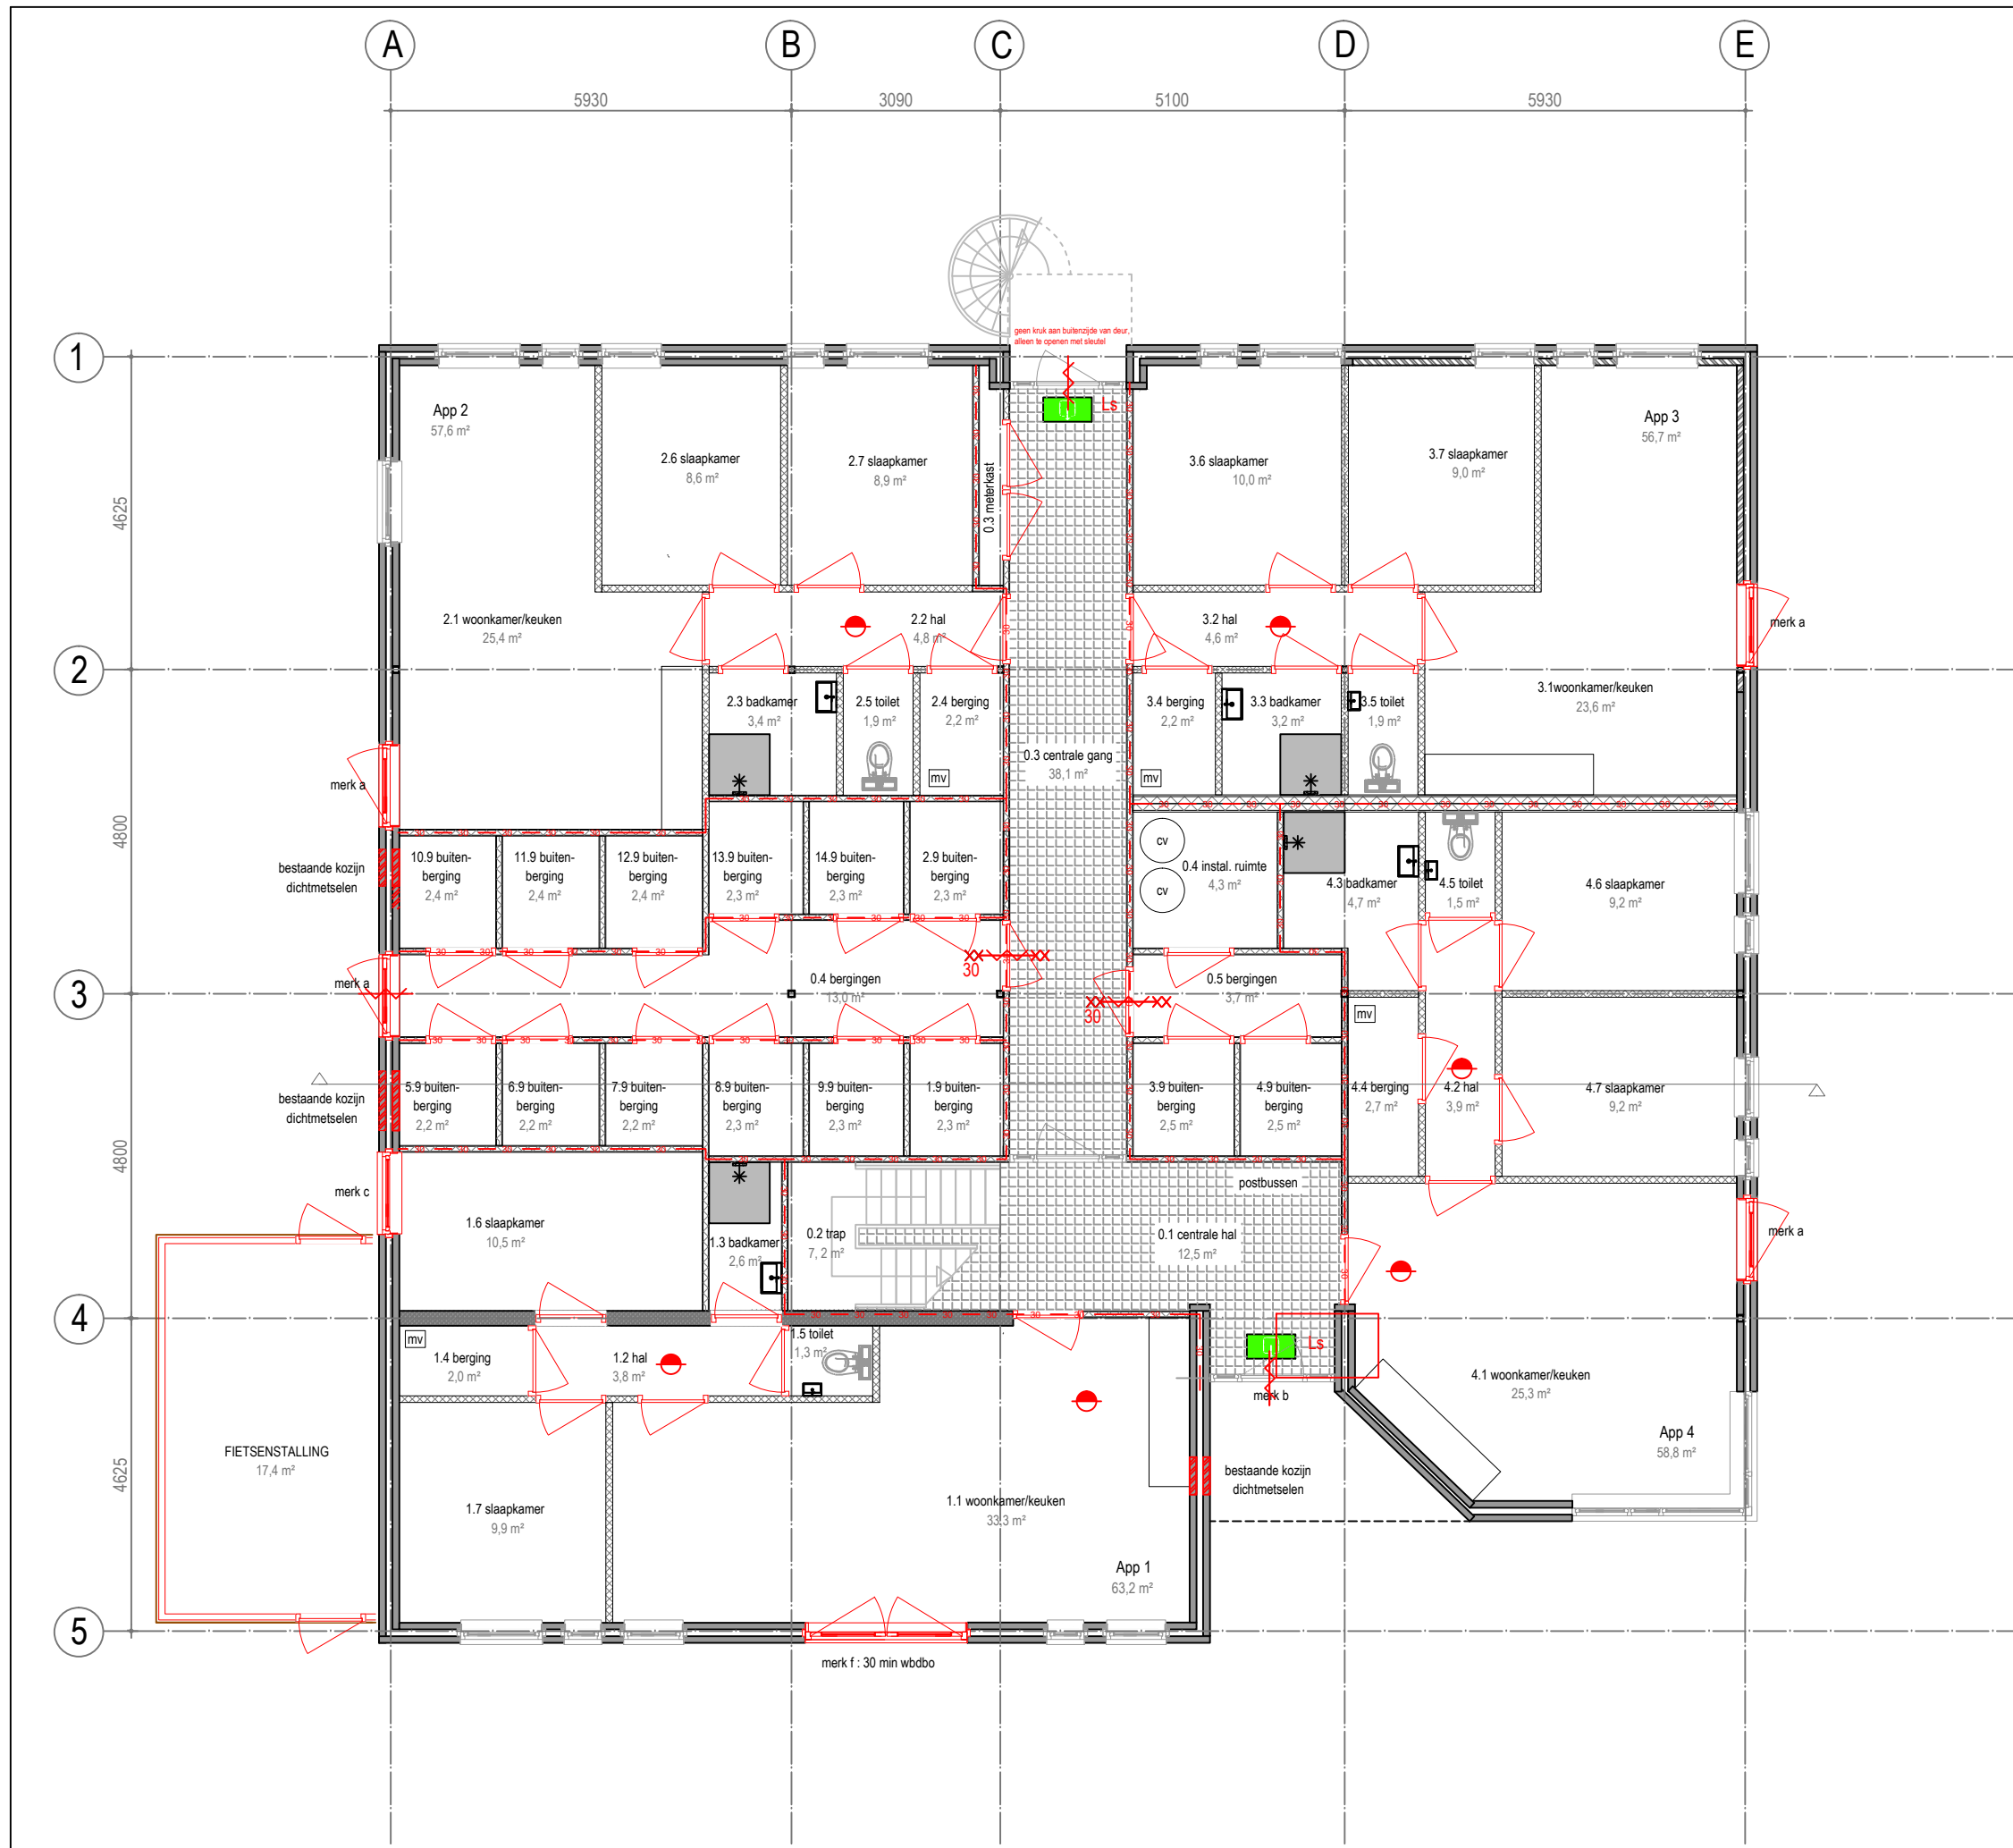 A
B
C
D
E
5930
3090
5100
5930
geen kruk aan buitenzijde van deur,
alleen te openen met sleutel
1
Ls
App 2
57,6 m²
2.6 slaapkamer
8,6 m²
2.7 slaapkamer
8,9 m²
0.3 meterkast
3.6 slaapkamer
10,0 m²
3.7 slaapkamer
9,0 m²
App 3
56,7 m²
4625
2.1 woonkamer/keuken
25,4 m²
2.2 hal
4,8 m²
3.2 hal
4,6 m²
merk a
2
2.3 badkamer
3,4 m²
2.5 toilet
1,9 m²
2.4 berging
2,2 m²
mv
0.3 centrale gang
38,1 m²
3.4 berging
2,2 m²
mv
3.3 badkamer
3,2 m²
3.5 toilet
1,9 m²
3.1woonkamer/keuken
23,6 m²
merk a
4800
bestaande kozijn
dichtmetselen
10.9 buiten-
berging
2,4 m²
11.9 buiten-
berging
2,4 m²
12.9 buiten-
berging
2,4 m²
13.9 buiten-
berging
2,3 m²
14.9 buiten-
berging
2,3 m²
2.9 buiten-
berging
2,3 m²
cv
cv
0.4 instal. ruimte
4,3 m²
4.3 badkamer
4,7 m²
4.5 toilet
1,5 m²
4.6 slaapkamer
9,2 m²
merk a
3
0.4 bergingen
13,0 m²
30
30
0.5 bergingen
3,7 m²
mv
bestaande kozijn
dichtmetselen
5.9 buiten-
berging
2,2 m²
6.9 buiten-
berging
2,2 m²
7.9 buiten-
berging
2,2 m²
8.9 buiten-
berging
2,3 m²
9.9 buiten-
berging
2,3 m²
1.9 buiten-
berging
2,3 m²
3.9 buiten-
berging
2,5 m²
4.9 buiten-
berging
2,5 m²
4.4 berging
2,7 m²
4.2 hal
3,9 m²
4.7 slaapkamer
9,2 m²
4800
merk c
1.6 slaapkamer
10,5 m²
1.3 badkamer
2,6 m²
0.2 trap
7, 2 m²
postbussen
0.1 centrale hal
12,5 m²
merk a
4
mv
1.4 berging
2,0 m²
1.2 hal
3,8 m²
1.5 toilet
1,3 m²
Ls
merk b
4.1 woonkamer/keuken
25,3 m²
App 4
58,8 m²
FIETSENSTALLING
17,4 m²
4625
1.7 slaapkamer
9,9 m²
1.1 woonkamer/keuken
33,3 m²
bestaande kozijn
dichtmetselen
App 1
63,2 m²
5
merk f : 30 min wbdbo